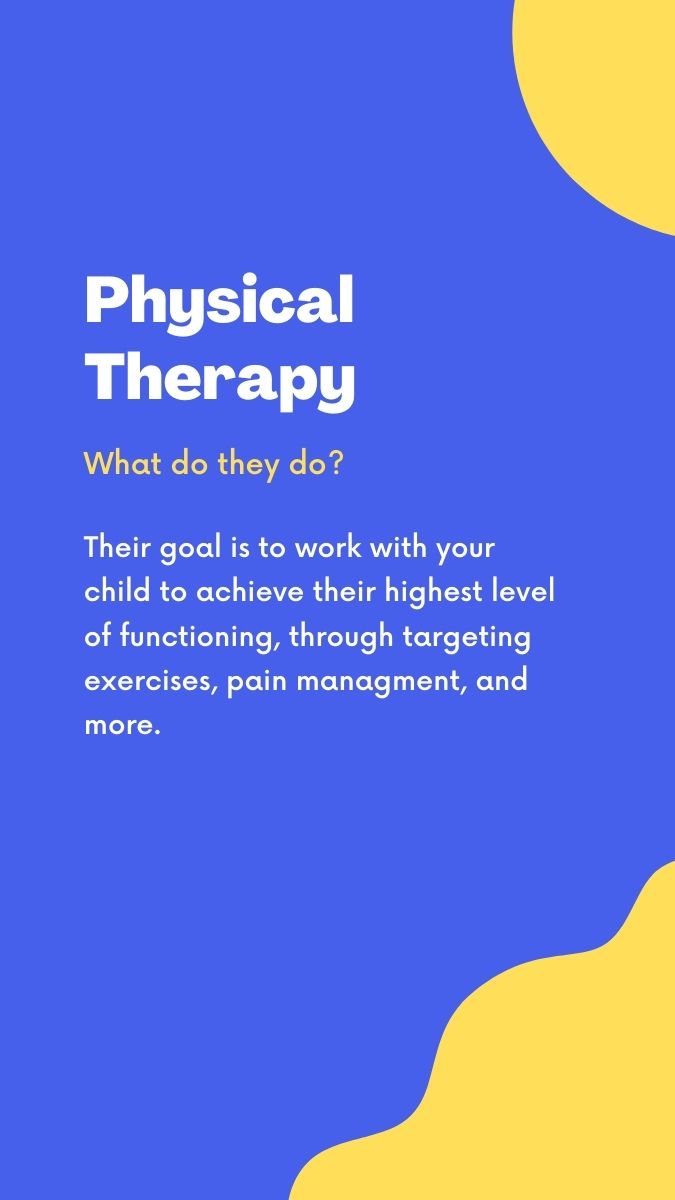 Physical
Therapy
What do they do?
Their goal is to work with your
child to achieve their highest level
of functioning, through targeting
exercises, pain managment, and
more.